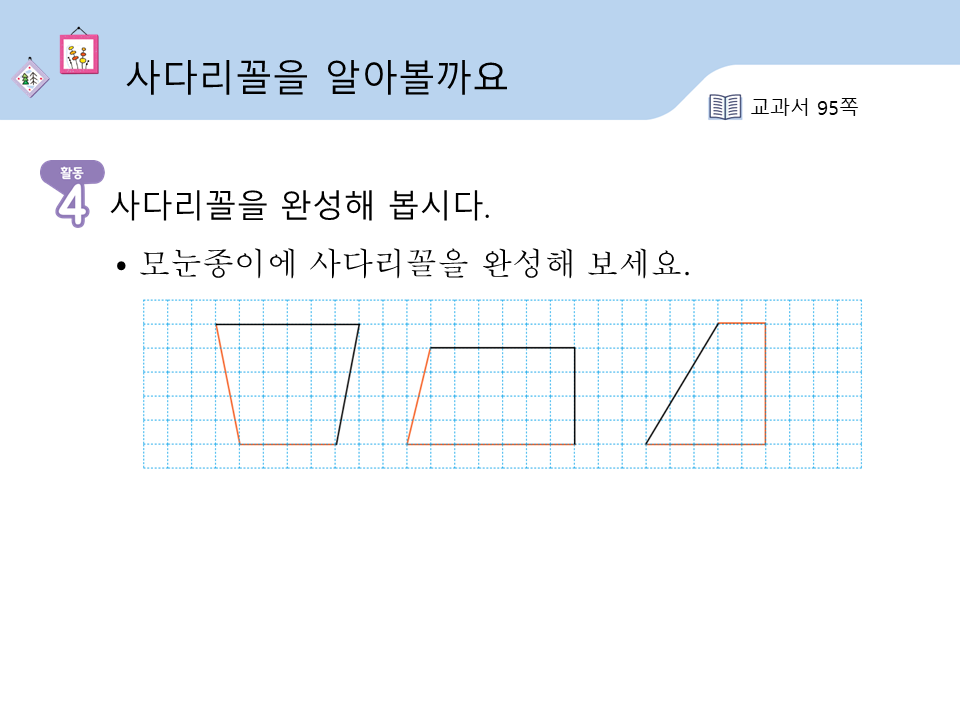 사다리꼴을 알아볼까요
교과서 95쪽
활동
4
사다리꼴을 완성해 봅시다.
• 모눈종이에 사다리꼴을 완성해 보세요.